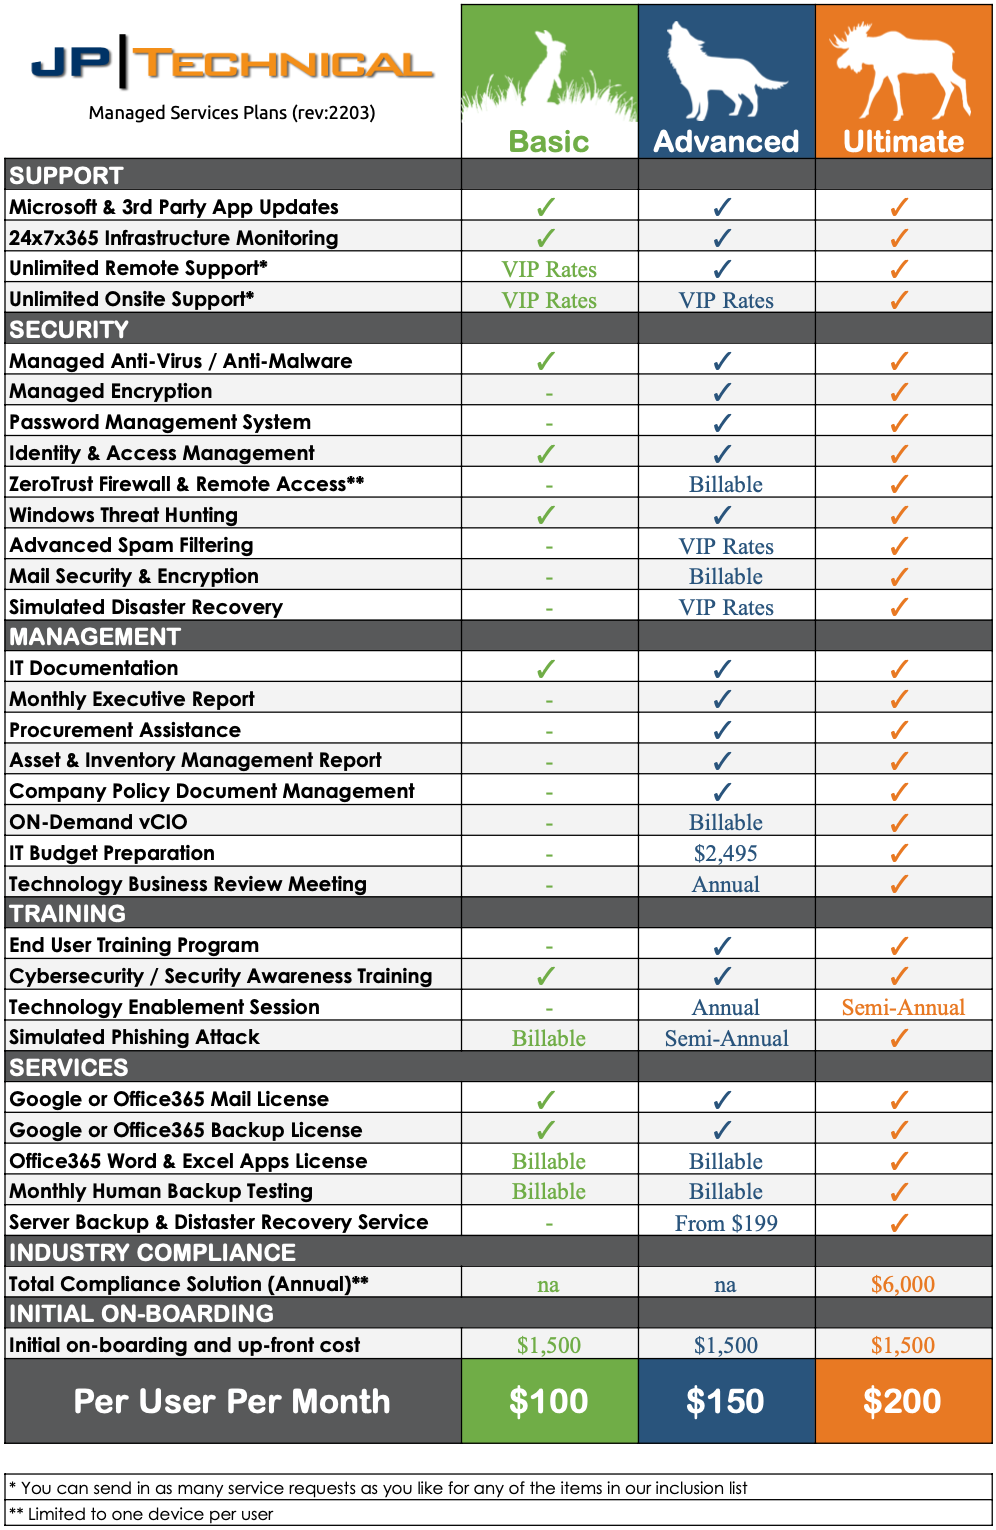 JP|TECHNICAL
Managed Services Plans (rev:2203)
Basic Advanced Ultimate
SUPPORT
Microsoft & 3rd Party App Updates ✓ ✓ ✓
24x7x365 Infrastructure Monitoring ✓ ✓ ✓
Unlimited Remote Support* VIP Rates ✓ ✓
Unlimited Onsite Support* VIP Rates VIP Rates ✓
SECURITY
Managed Anti-Virus / Anti-Malware ✓ ✓ ✓
Managed Encryption - ✓ ✓
Password Management System - ✓ ✓
Identity & Access Management ✓ ✓ ✓
ZeroTrust Firewall & Remote Access** - Billable ✓
Windows Threat Hunting ✓ ✓ ✓
Advanced Spam Filtering - VIP Rates ✓
Mail Security & Encryption - Billable ✓
Simulated Disaster Recovery - VIP Rates ✓
MANAGEMENT
IT Documentation ✓ ✓ ✓
Monthly Executive Report - ✓ ✓
Procurement Assistance - ✓ ✓
Asset & Inventory Management Report - ✓ ✓
Company Policy Document Management - ✓ ✓
ON-Demand vCIO - Billable ✓
IT Budget Preparation - $2,495 ✓
Technology Business Review Meeting - Annual ✓
TRAINING
End User Training Program - ✓ ✓
Cybersecurity / Security Awareness Training ✓ ✓ ✓
Technology Enablement Session - Annual Semi-Annual
Simulated Phishing Attack Billable Semi-Annual ✓
SERVICES
Google or Office365 Mail License ✓ ✓ ✓
Google or Office365 Backup License ✓ ✓ ✓
Office365 Word & Excel Apps License Billable Billable ✓
Monthly Human Backup Testing Billable Billable ✓
Server Backup & Distaster Recovery Service - From $199 ✓
INDUSTRY COMPLIANCE
Total Compliance Solution (Annual)** na na $6,000
INITIAL ON-BOARDING
Initial on-boarding and up-front cost $1,500 $1,500 $1,500
Per User Per Month $100 $150 $200
* You can send in as many service requests as you like for any of the items in our inclusion list
** Limited to one device per user